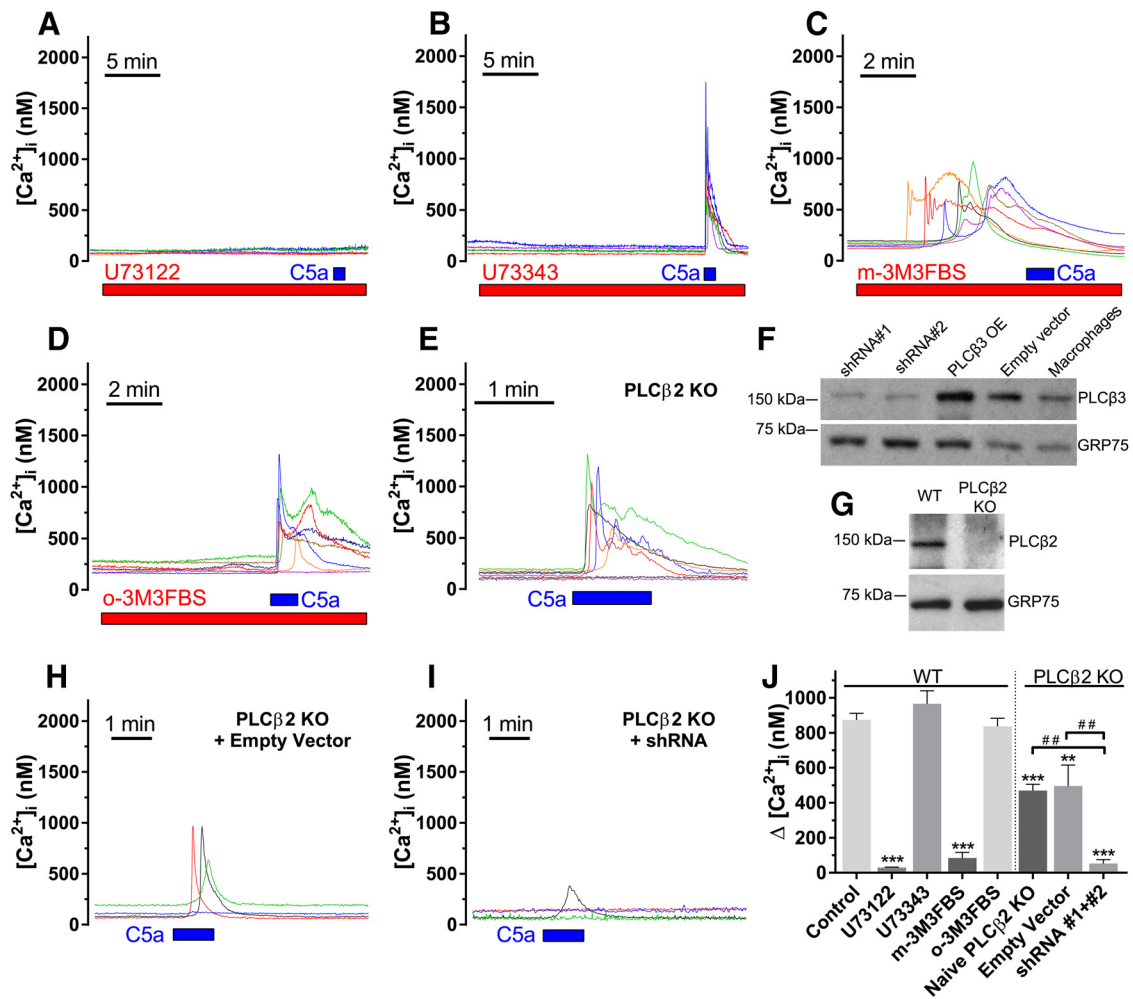 A
[Ca2+]i (nM)
2000
1500
1000
500
0
5 min
U73122
C5a
B
[Ca2+]i (nM)
2000
1500
1000
500
0
5 min
U73343
C5a
C
[Ca2+]i (nM)
2000
1500
1000
500
0
2 min
m-3M3FBS
C5a
D
[Ca2+]i (nM)
2000
1500
1000
500
0
2 min
o-3M3FBS
C5a
E
[Ca2+]i (nM)
2000
1500
1000
500
0
1 min
PLCβ2 KO
C5a
F
shRNA#1
shRNA#2
PLCβ3 OE
Empty vector
Macrophages
150 kDa
PLCβ3
75 kDa
GRP75
G
WT
PLCβ2
KO
150 kDa
PLCβ2
75 kDa
GRP75
H
[Ca2+]i (nM)
2000
1500
1000
500
0
1 min
PLCβ2 KO
+ Empty Vector
C5a
I
[Ca2+]i (nM)
2000
1500
1000
500
0
1 min
PLCβ2 KO
+ shRNA
C5a
J
WT
PLCβ2 KO
Δ [Ca2+]i (nM)
1000
800
600
400
200
0
***
***
***
**
***
##
##
Control
U73122
U73343
m-3M3FBS
o-3M3FBS
Naive PLCβ2 KO
Empty Vector
shRNA #1+#2